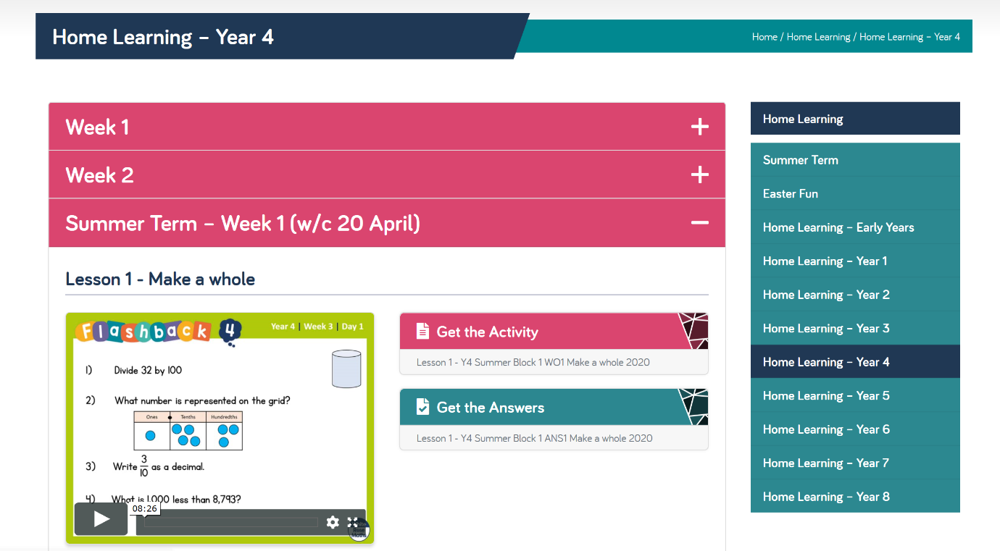 Home Learning – Year 4
Home / Home Learning / Home Learning – Year 4
Week 1
Week 2
Summer Term – Week 1 (w/c 20 April)
Lesson 1 - Make a whole
Flashback 4
Year 4 | Week 3 | Day 1
1) Divide 32 by 100
2) What number is represented on the grid?
Ones Tenths Hundredths
3) Write 3/10 as a decimal.
4) What is 1,000 less than 8,793?
08:26
Get the Activity
Lesson 1 - Y4 Summer Block 1 WO1 Make a whole 2020
Get the Answers
Lesson 1 - Y4 Summer Block 1 ANS1 Make a whole 2020
Home Learning
Summer Term
Easter Fun
Home Learning – Early Years
Home Learning – Year 1
Home Learning – Year 2
Home Learning – Year 3
Home Learning – Year 4
Home Learning – Year 5
Home Learning – Year 6
Home Learning – Year 7
Home Learning – Year 8